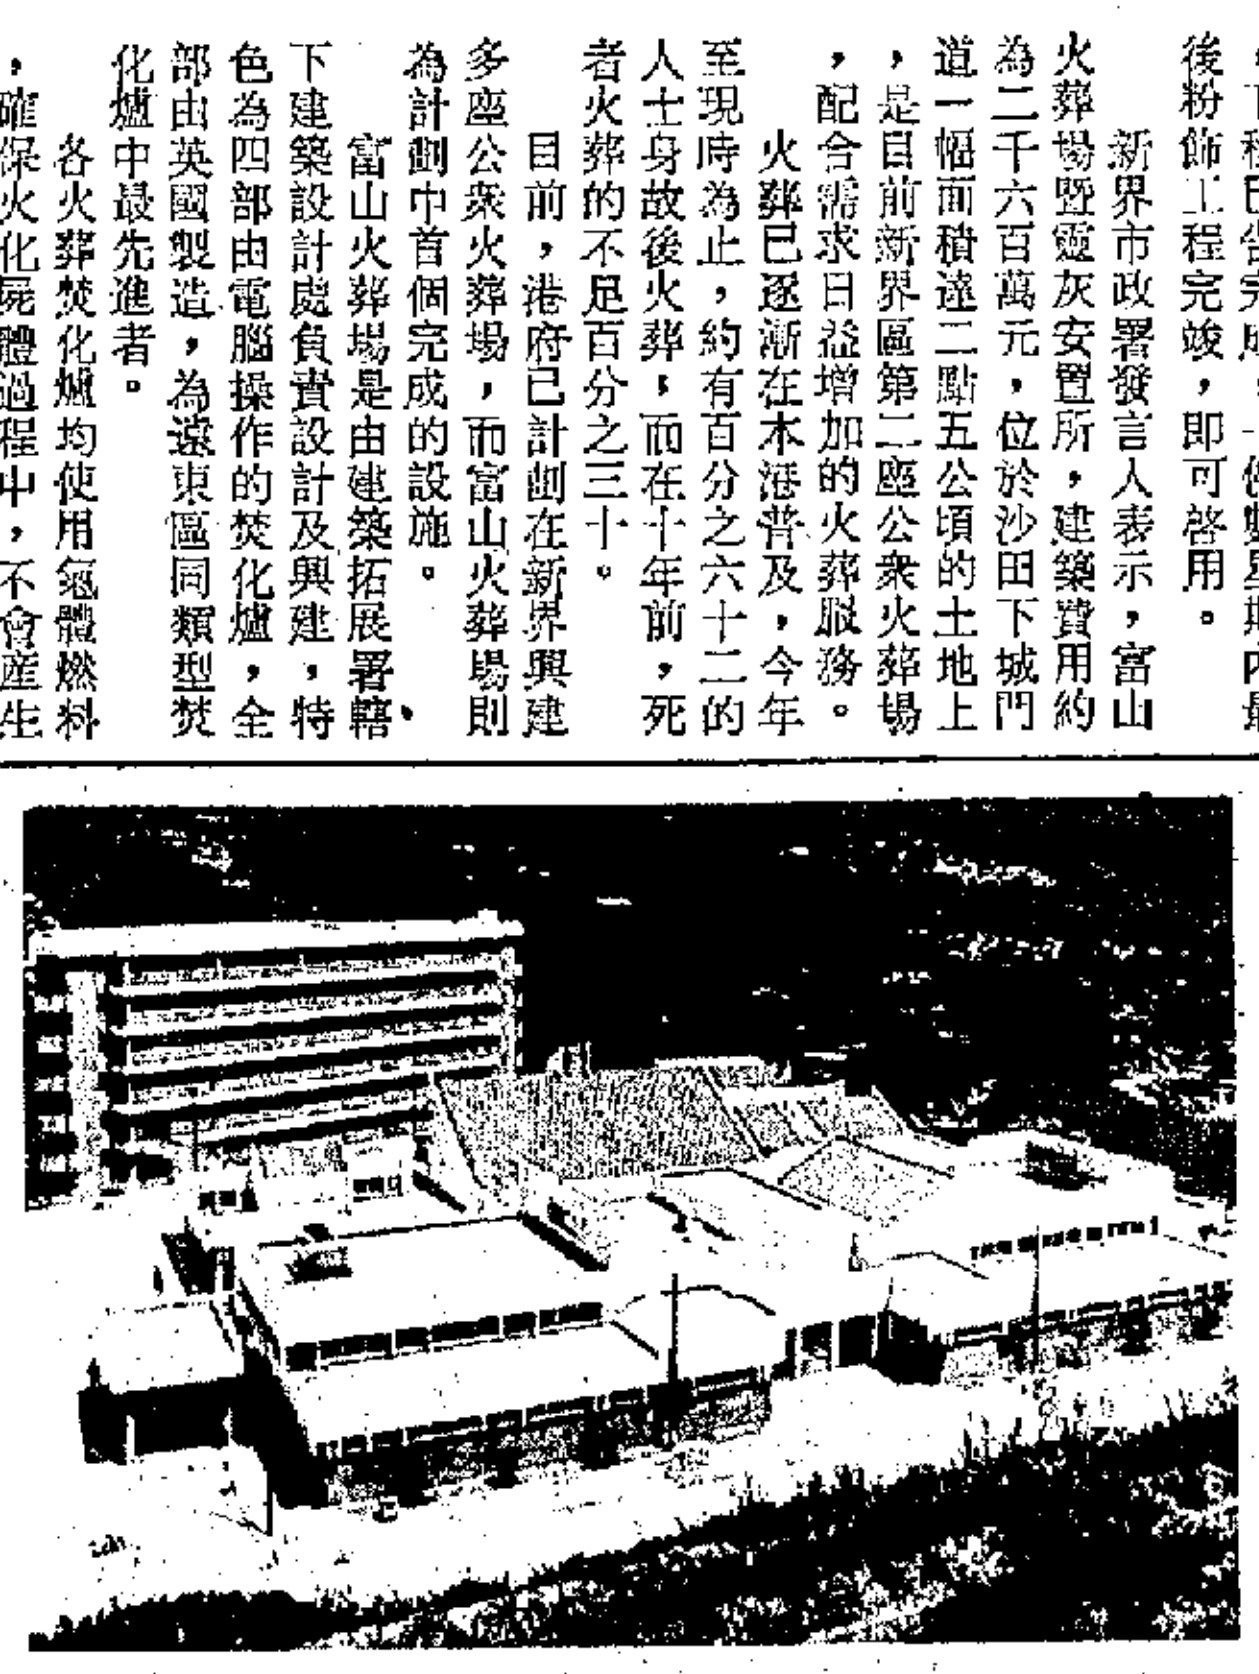 後粉飾工程完竣，即可啓用。
新界市政署發言人表示，富山
火葬場暨靈灰安置所，建築費用約
為二千六百萬元，位於沙田下城門
道一幅面積達二點五公頃的土地上
，是目前新界區第二座公衆火葬場
，配合需求日益增加的火葬服務。
火葬已逐漸在本港普及，今年
至現時為止，約有百分之六十二的
人士身故後火葬，而在十年前，死
者火葬的不足百分之三十。
目前，港府已計劃在新界興建
多座公衆火葬場，而富山火葬場則
為計劃中首個完成的設施。
富山火葬場是由建築拓展署轄
下建築設計處負責設計及興建，特
色為四部由電腦操作的焚化爐，全
部由英國製造，為遠東區同類型焚
化爐中最先進者。
各火葬焚化爐均使用氣體燃料
，確保火化屍體過程中，不會産生